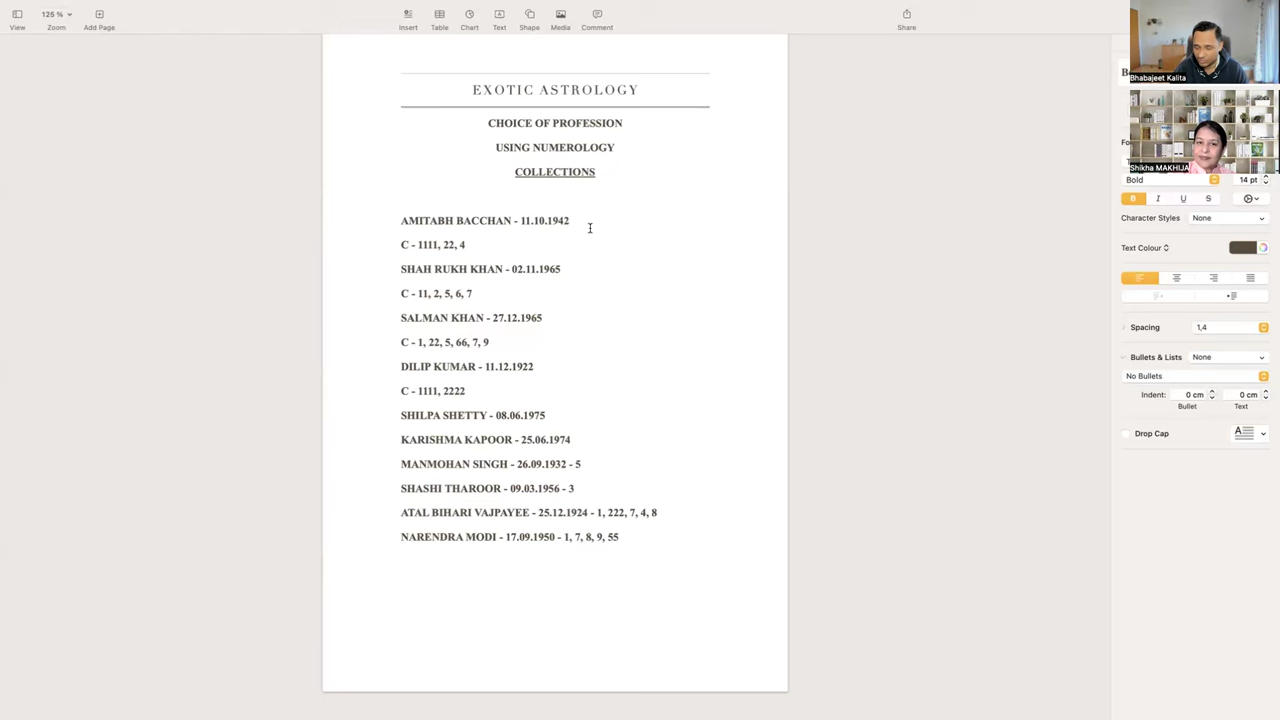 125 %
View
Zoom
Add Page
Insert
Table
Chart
Text
Shape
Media
Comment
Share
Bhabajeet Kalita
Shikha MAKHIJA
EXOTIC ASTROLOGY
CHOICE OF PROFESSION
USING NUMEROLOGY
COLLECTIONS
AMITABH BACCHAN - 11.10.1942
C - 1111, 22, 4
SHAH RUKH KHAN - 02.11.1965
C - 11, 2, 5, 6, 7
SALMAN KHAN - 27.12.1965
C - 1, 22, 5, 66, 7, 9
DILIP KUMAR - 11.12.1922
C - 1111, 2222
SHILPA SHETTY - 08.06.1975
KARISHMA KAPOOR - 25.06.1974
MANMOHAN SINGH - 26.09.1932 - 5
SHASHI THAROOR - 09.03.1956 - 3
ATAL BIHARI VAJPAYEE - 25.12.1924 - 1, 222, 7, 4, 8
NARENDRA MODI - 17.09.1950 - 1, 7, 8, 9, 55
Bold
14 pt
B I U S
Character Styles
None
Text Colour
Spacing
1,4
Bullets & Lists
None
No Bullets
Indent:
0 cm
0 cm
Bullet
Text
Drop Cap
A